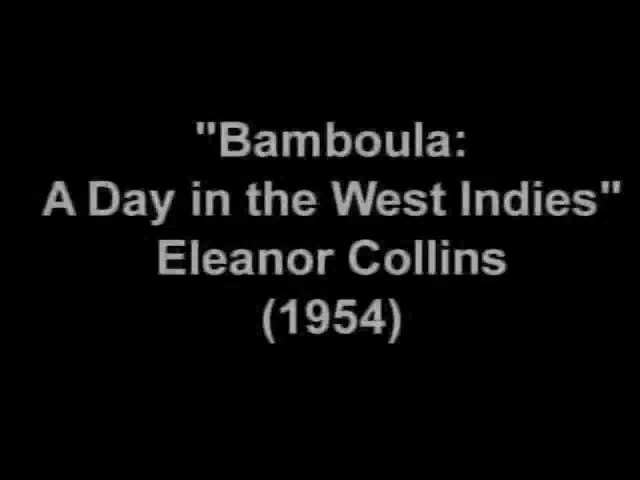 "Bamboula:
A Day in the West Indies"
Eleanor Collins
(1954)